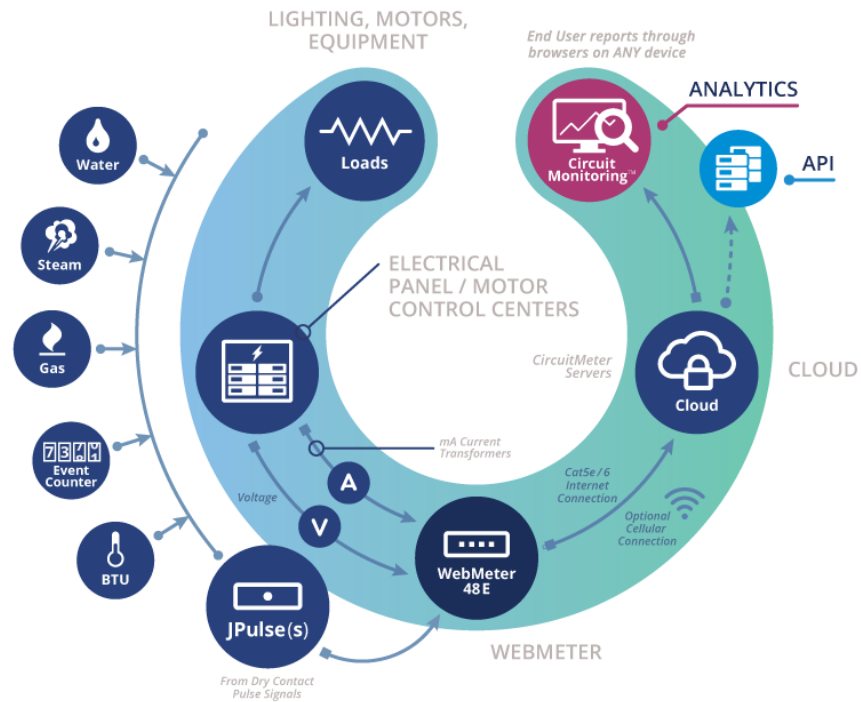 LIGHTING, MOTORS,
EQUIPMENT
End User reports through
browsers on ANY device
ANALYTICS
API
Loads
Circuit
Monitoring™
Water
Steam
Gas
Event
Counter
BTU
ELECTRICAL
PANEL / MOTOR
CONTROL CENTERS
CircuitMeter
Servers
CLOUD
Cloud
mA Current
Transformers
A
Voltage
V
Cat5e / 6
Internet
Connection
Optional
Cellular
Connection
WebMeter
48E
JPulse(s)
WEBMETER
From Dry Contact
Pulse Signals